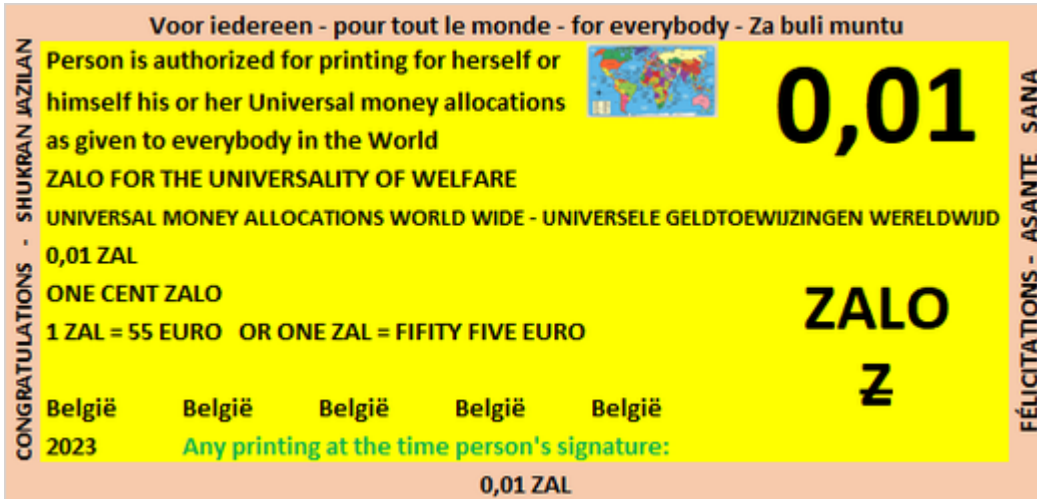 Voor iedereen - pour tout le monde - for everybody - Za buli muntu
CONGRATULATIONS - SHUKRAN JAZILAN
Person is authorized for printing for herself or
himself his or her Universal money allocations
as given to everybody in the World
0,01
ZALO FOR THE UNIVERSALITY OF WELFARE
UNIVERSAL MONEY ALLOCATIONS WORLD WIDE - UNIVERSELE GELDTOEWIJZINGEN WERELDWIJD
0,01 ZAL
ONE CENT ZALO
1 ZAL = 55 EURO OR ONE ZAL = FIFITY FIVE EURO
ZALO
Ƶ
België België België België België
2023 Any printing at the time person's signature:
FÉLICITATIONS - ASANTE SANA
0,01 ZAL